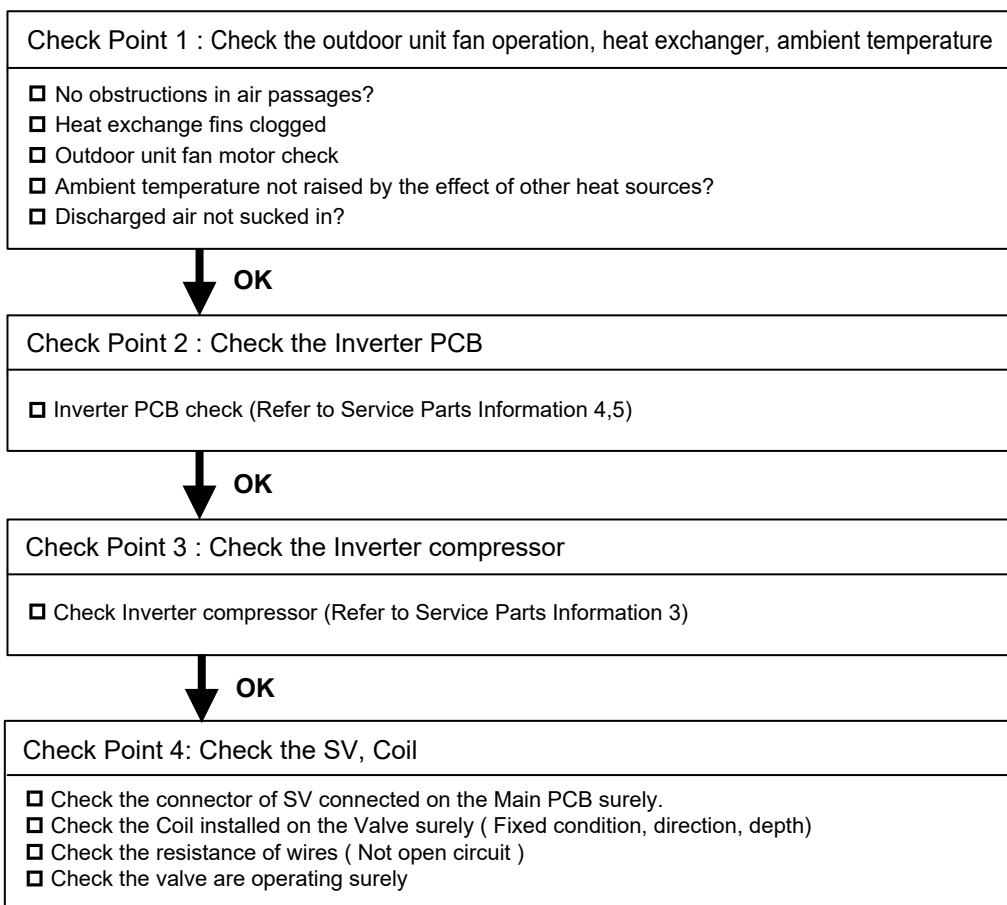 Check Point 1 : Check the outdoor unit fan operation, heat exchanger, ambient temperature
No obstructions in air passages?
Heat exchange fins clogged
Outdoor unit fan motor check
Ambient temperature not raised by the effect of other heat sources?
Discharged air not sucked in?
OK
Check Point 2 : Check the Inverter PCB
Inverter PCB check (Refer to Service Parts Information 4,5)
OK
Check Point 3 : Check the Inverter compressor
Check Inverter compressor (Refer to Service Parts Information 3)
OK
Check Point 4: Check the SV, Coil
Check the connector of SV connected on the Main PCB surely.
Check the Coil installed on the Valve surely ( Fixed condition, direction, depth)
Check the resistance of wires ( Not open circuit )
Check the valve are operating surely